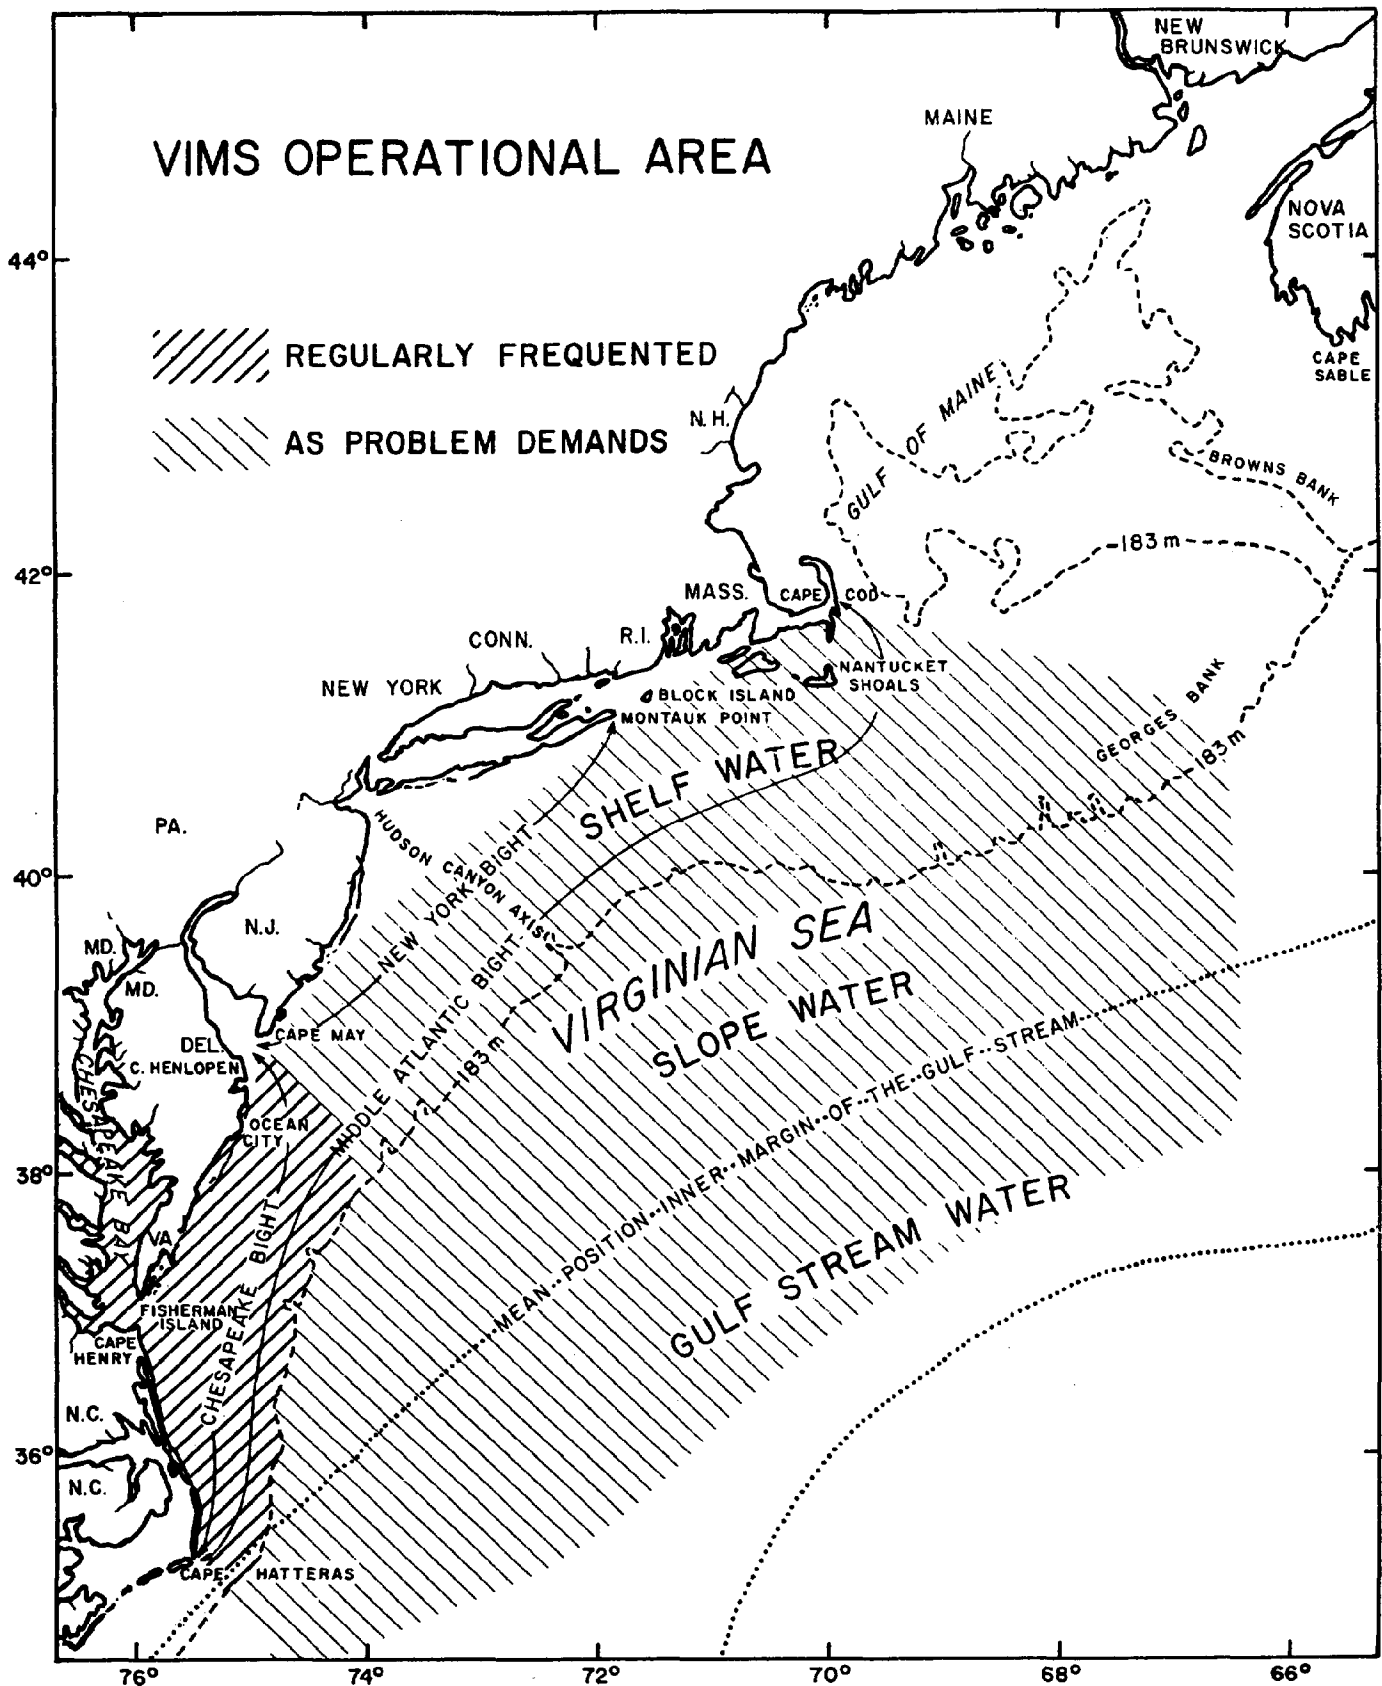 NEW
BRUNSWICK
MAINE
VIMS OPERATIONAL AREA
NOVA
SCOTIA
44°
REGULARLY FREQUENTED
CAPE
SABLE
GULF OF MAINE
N.H.
AS PROBLEM DEMANDS
BROWNS BANK
183 m
42°
MASS.
CAPE COD
CONN.
R.I.
NANTUCKET
SHOALS
NEW YORK
BLOCK ISLAND
MONTAUK POINT
GEORGES BANK
183 m
SHELF WATER
PA.
HUDSON CANYON AXIS
NEW YORK BIGHT
40°
N.J.
VIRGINIAN SEA
MD.
MD.
SLOPE WATER
MIDDLE ATLANTIC BIGHT
183 m
CAPE MAY
DEL.
C. HENLOPEN
CHESAPEAKE BAY
OCEAN
CITY
MEAN POSITION INNER MARGIN OF THE GULF STREAM
38°
GULF STREAM WATER
VA
CHESAPEAKE BIGHT
FISHERMAN
ISLAND
CAPE
HENRY
N.C.
36°
N.C.
CAPE HATTERAS
76°
74°
72°
70°
68°
66°